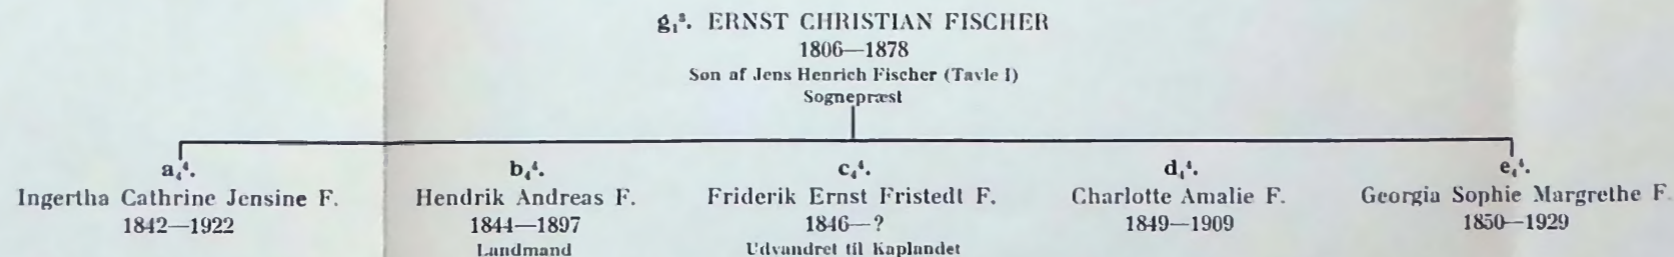 g₁³. ERNST CHRISTIAN FISCHER
1806—1878
Søn af Jens Henrich Fischer (Tavle I)
Sognepræst
a₄⁴. b₄⁴. c₄⁴. d₄⁴. e₄⁴.
Ingertha Cathrine Jensine F. Hendrik Andreas F. Friderik Ernst Fristedt F. Charlotte Amalie F. Georgia Sophie Margrethe F.
1842—1922 1844—1897 1846—? 1849—1909 1850—1929
Landmand Udvandret til Kaplandet